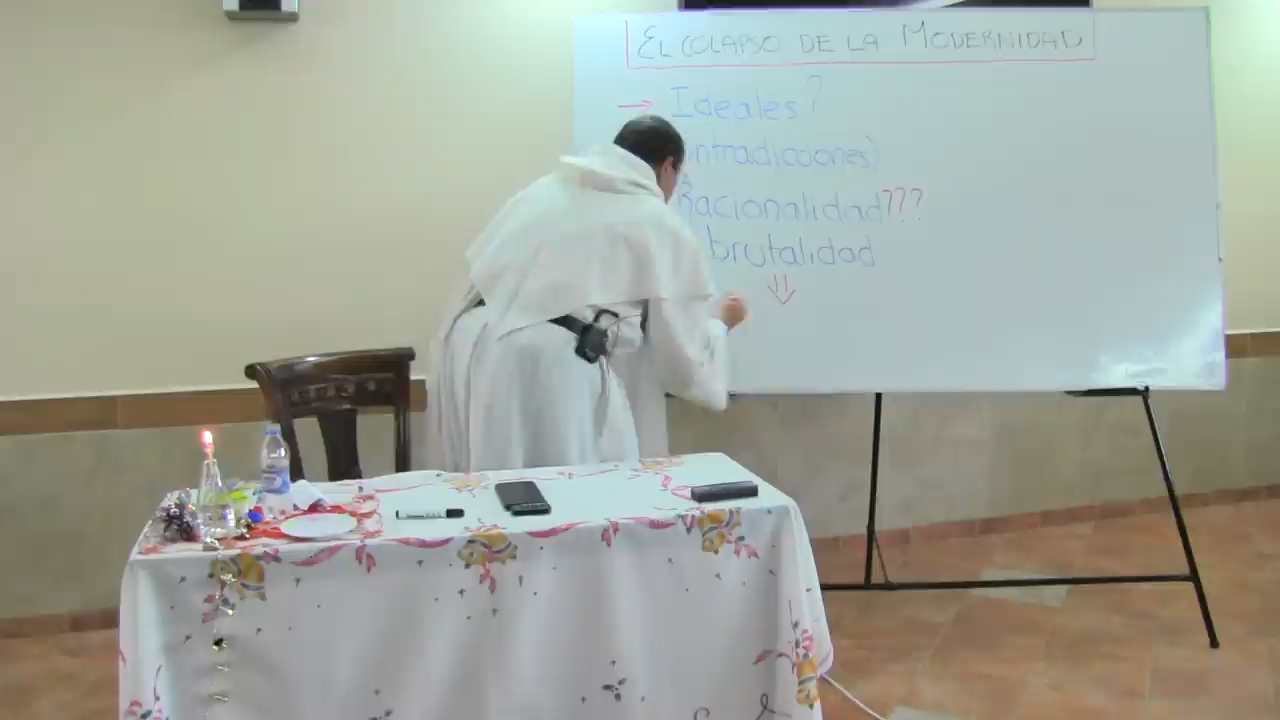 EL COLAPSO DE LA MODERNIDAD
→ Ideales?
ntradicciones)
Racionalidad???
brutalidad